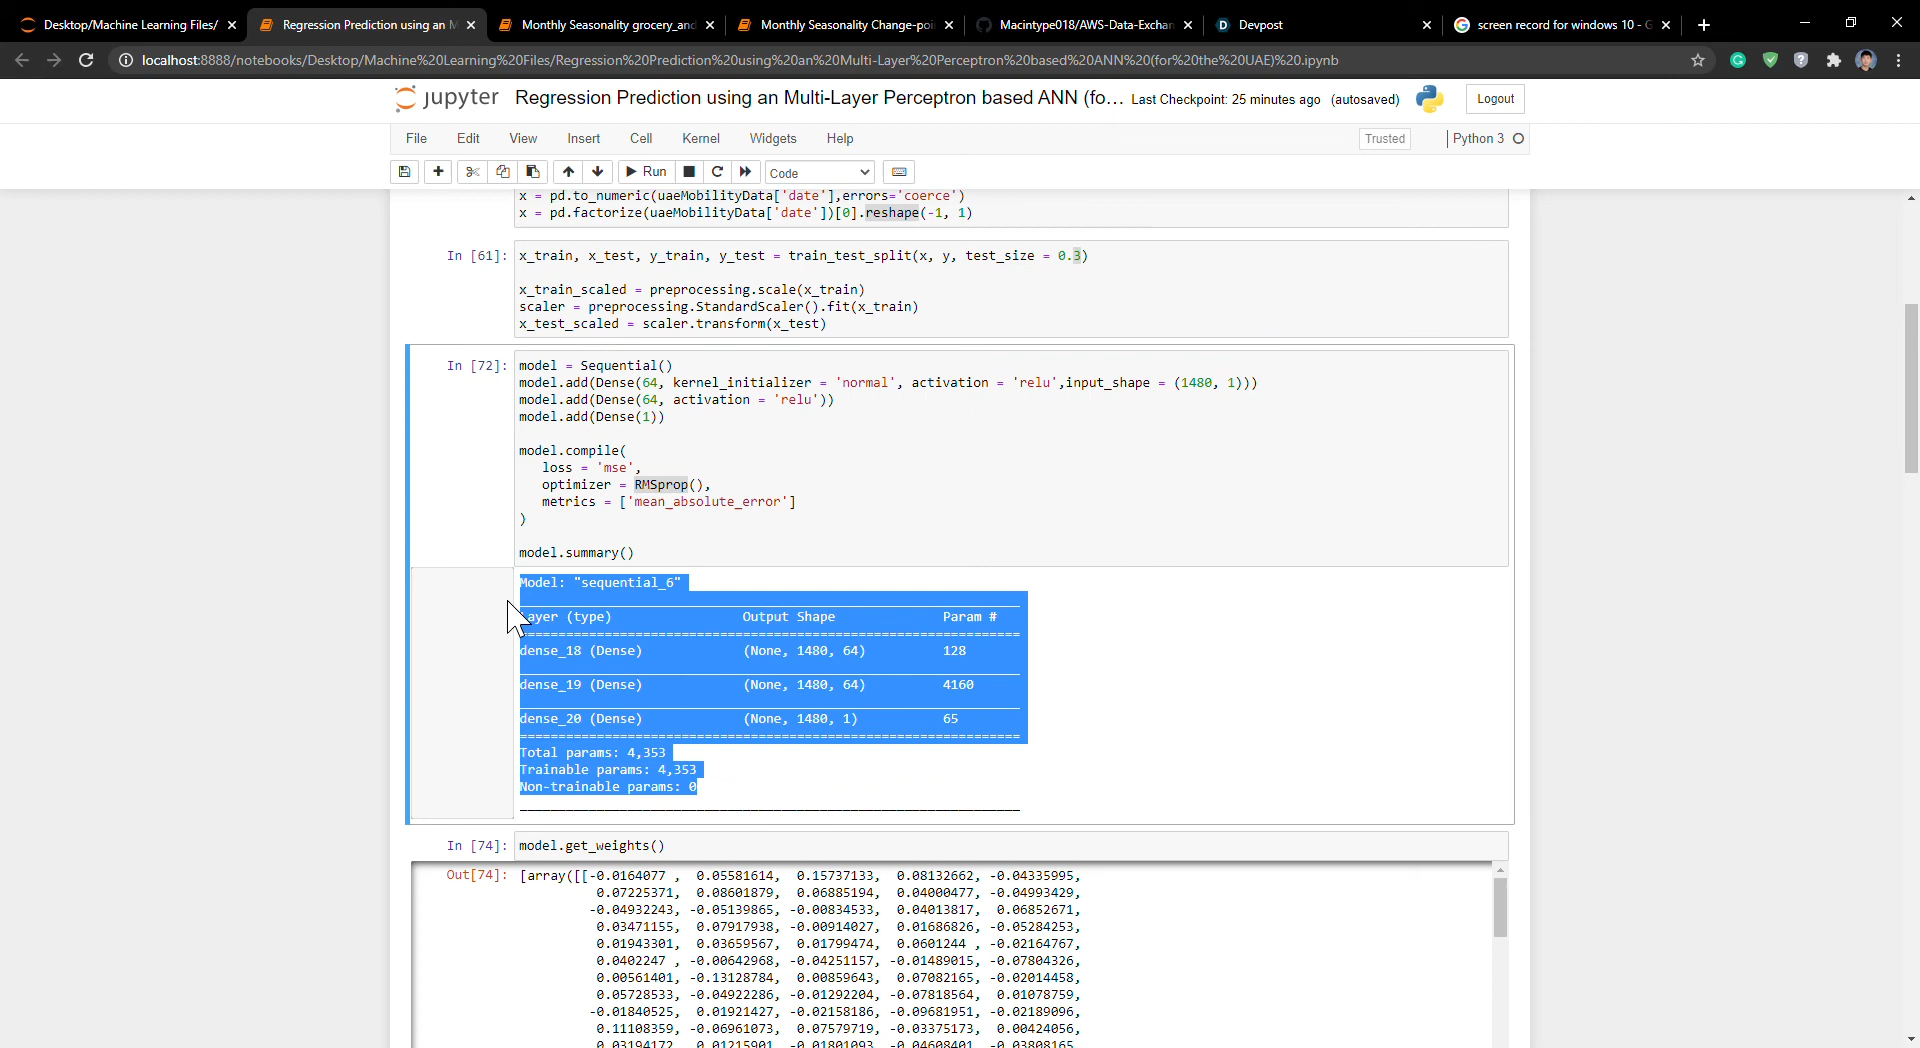 Desktop/Machine Learning Files/
Regression Prediction using an M
Monthly Seasonality grocery_and
Monthly Seasonality Change-poi
Macintype018/AWS-Data-Exchan
Devpost
screen record for windows 10 - G
localhost:8888/notebooks/Desktop/Machine%20Learning%20Files/Regression%20Prediction%20using%20an%20Multi-Layer%20Perceptron%20based%20ANN%20(for%20the%20UAE)%20.ipynb
jupyter Regression Prediction using an Multi-Layer Perceptron based ANN (fo... Last Checkpoint: 25 minutes ago (autosaved) Logout
File Edit View Insert Cell Kernel Widgets Help Trusted Python 3
Run Code
x = pd.to_numeric(uaeMobilityData['date'],errors='coerce')
x = pd.factorize(uaeMobilityData['date'])[0].reshape(-1, 1)
In [61]: x_train, x_test, y_train, y_test = train_test_split(x, y, test_size = 0.3)
x_train_scaled = preprocessing.scale(x_train)
scaler = preprocessing.StandardScaler().fit(x_train)
x_test_scaled = scaler.transform(x_test)
In [72]: model = Sequential()
model.add(Dense(64, kernel_initializer = 'normal', activation = 'relu',input_shape = (1480, 1)))
model.add(Dense(64, activation = 'relu'))
model.add(Dense(1))
model.compile(
loss = 'mse',
optimizer = RMSprop(),
metrics = ['mean_absolute_error']
)
model.summary()
Model: "sequential_6"
ayer (type) Output Shape Param #
dense_18 (Dense) (None, 1480, 64) 128
dense_19 (Dense) (None, 1480, 64) 4160
dense_20 (Dense) (None, 1480, 1) 65
Total params: 4,353
Trainable params: 4,353
Non-trainable params: 0
In [74]: model.get_weights()
Out[74]: [array([[-0.0164077 , 0.05581614, 0.15737133, 0.08132662, -0.04335995,
0.07225371, 0.08601879, 0.06885194, 0.04000477, -0.04993429,
-0.04932243, -0.05139865, -0.00834533, 0.04013817, 0.06852671,
0.03471155, 0.07917938, -0.00914027, 0.01686826, -0.05284253,
0.01943301, 0.03659567, 0.01799474, 0.0601244 , -0.02164767,
0.0402247 , -0.00642968, -0.04251157, -0.01489015, -0.07804326,
0.00561401, -0.13128784, 0.00859643, 0.07082165, -0.02014458,
0.05728533, -0.04922286, -0.01292204, -0.07818564, 0.01078759,
-0.01840525, 0.01921427, -0.02158186, -0.09681951, -0.02189096,
0.11108359, -0.06961073, 0.07579719, -0.03375173, 0.00424056,
0.03194172, 0.01215901, -0.01801093, -0.04608401, -0.03808165,